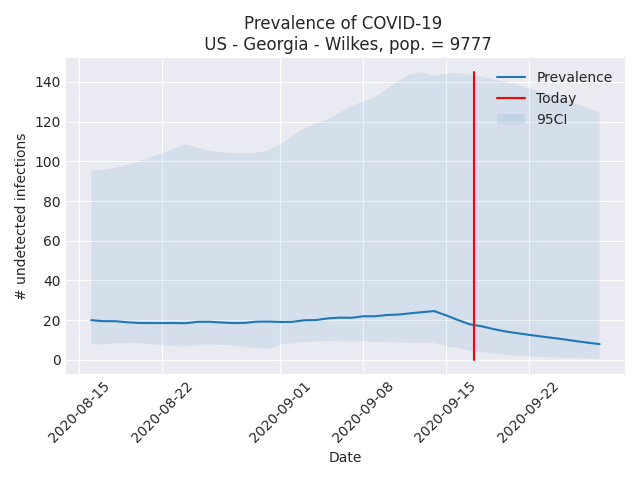 Prevalence of COVID-19
US - Georgia - Wilkes, pop. = 9777
# undetected infections
140
120
100
80
60
40
20
0
Prevalence
Today
95CI
2020-08-15
2020-08-22
2020-09-01
2020-09-08
2020-09-15
2020-09-22
Date